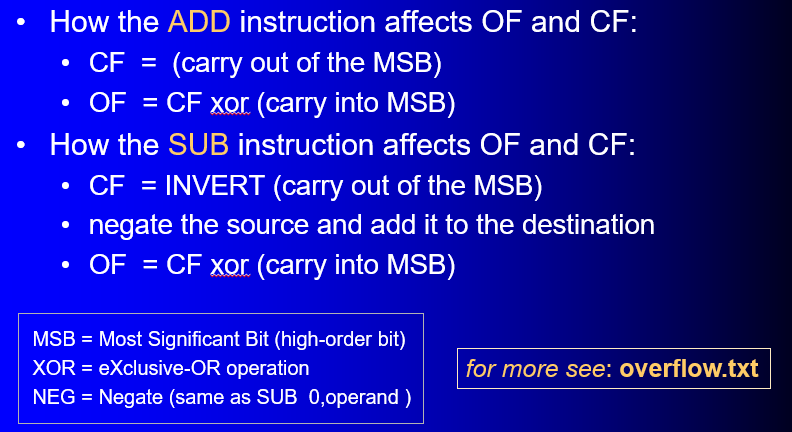 • How the ADD instruction affects OF and CF:
• CF = (carry out of the MSB)
• OF = CF xor (carry into MSB)
• How the SUB instruction affects OF and CF:
• CF = INVERT (carry out of the MSB)
• negate the source and add it to the destination
• OF = CF xor (carry into MSB)
MSB = Most Significant Bit (high-order bit)
XOR = eXclusive-OR operation
NEG = Negate (same as SUB 0,operand )
for more see: overflow.txt